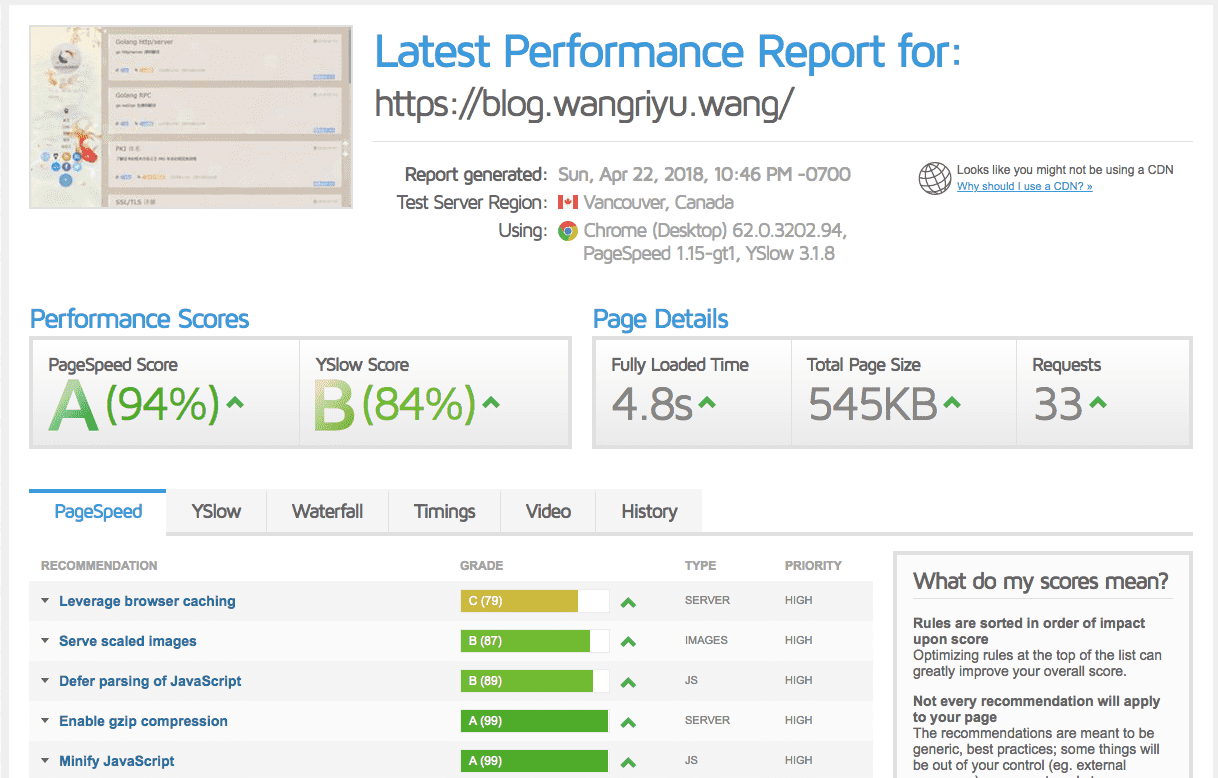 Golang http/server
Golang RPC
PKI 体系
SSL/TLS 详解
Latest Performance Report for:
https://blog.wangriyu.wang/
Report generated: Sun, Apr 22, 2018, 10:46 PM -0700
Test Server Region: Vancouver, Canada
Using: Chrome (Desktop) 62.0.3202.94,
PageSpeed 1.15-gt1, YSlow 3.1.8
Looks like you might not be using a CDN
Why should I use a CDN? »
Performance Scores
PageSpeed Score
A (94%)
YSlow Score
B (84%)
Page Details
Fully Loaded Time
4.8s
Total Page Size
545KB
Requests
33
PageSpeed YSlow Waterfall Timings Video History
RECOMMENDATION GRADE TYPE PRIORITY
Leverage browser caching C (79) SERVER HIGH
Serve scaled images B (87) IMAGES HIGH
Defer parsing of JavaScript B (89) JS HIGH
Enable gzip compression A (99) SERVER HIGH
Minify JavaScript A (99) JS HIGH
What do my scores mean?
Rules are sorted in order of impact
upon score
Optimizing rules at the top of the list can
greatly improve your overall score.
Not every recommendation will apply
to your page
The recommendations are meant to be
generic, best practices; some things will
be out of your control (eg. external